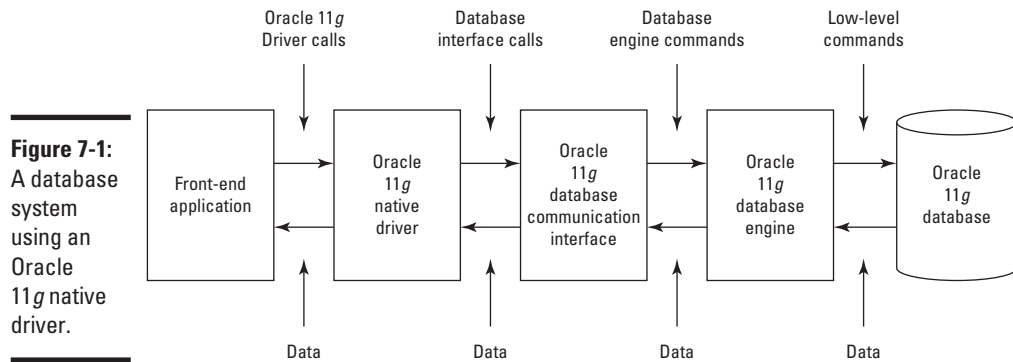 Oracle 11g
Driver calls
Database
interface calls
Database
engine commands
Low-level
commands
Figure 7-1:
A database
system
using an
Oracle
11g native
driver.
Front-end
application
Oracle
11g
native
driver
Oracle
11g
database
communication
interface
Oracle
11g
database
engine
Oracle
11g
database
Data
Data
Data
Data